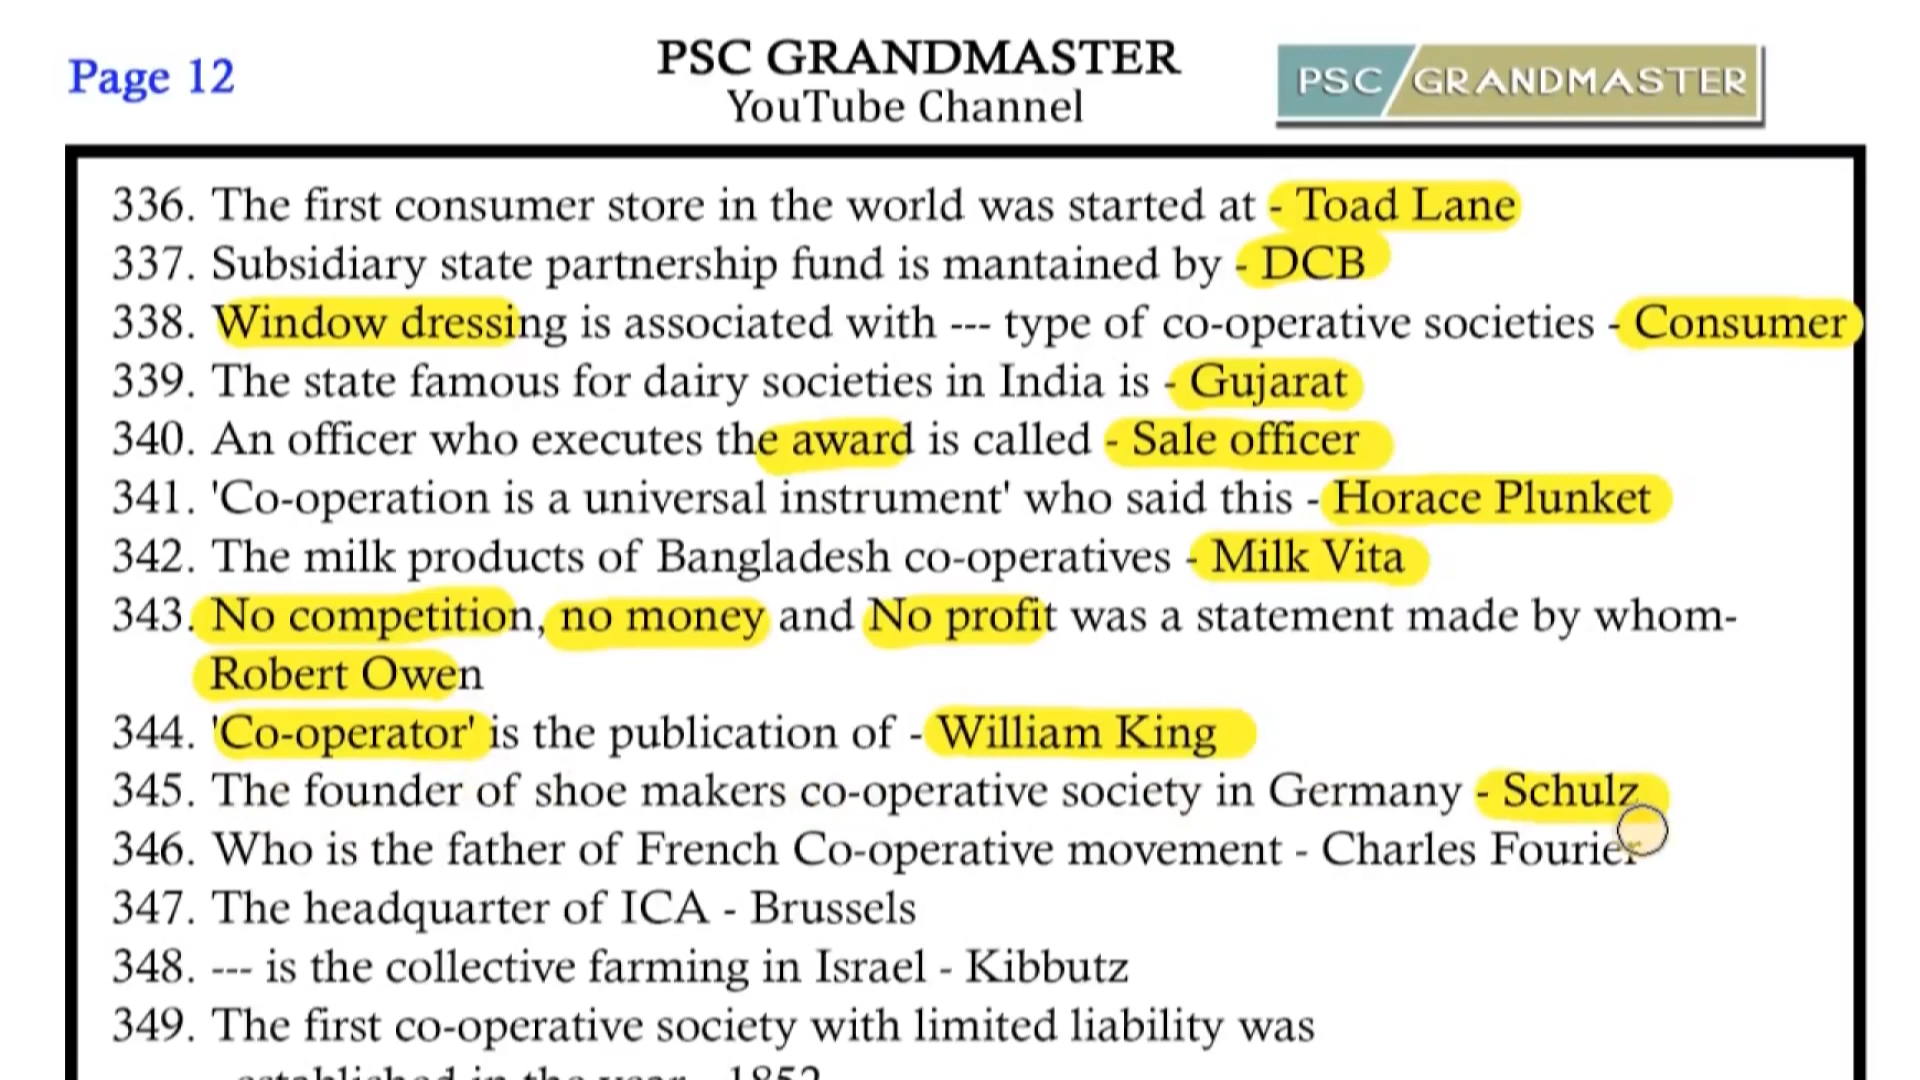 Page 12
PSC GRANDMASTER
YouTube Channel
PSC GRANDMASTER
336. The first consumer store in the world was started at - Toad Lane
337. Subsidiary state partnership fund is mantained by - DCB
338. Window dressing is associated with --- type of co-operative societies - Consumer
339. The state famous for dairy societies in India is - Gujarat
340. An officer who executes the award is called - Sale officer
341. 'Co-operation is a universal instrument' who said this - Horace Plunket
342. The milk products of Bangladesh co-operatives - Milk Vita
343. No competition, no money and No profit was a statement made by whom-
Robert Owen
344. 'Co-operator' is the publication of - William King
345. The founder of shoe makers co-operative society in Germany - Schulz
346. Who is the father of French Co-operative movement - Charles Fourier
347. The headquarter of ICA - Brussels
348. --- is the collective farming in Israel - Kibbutz
349. The first co-operative society with limited liability was
established in the year - 1852